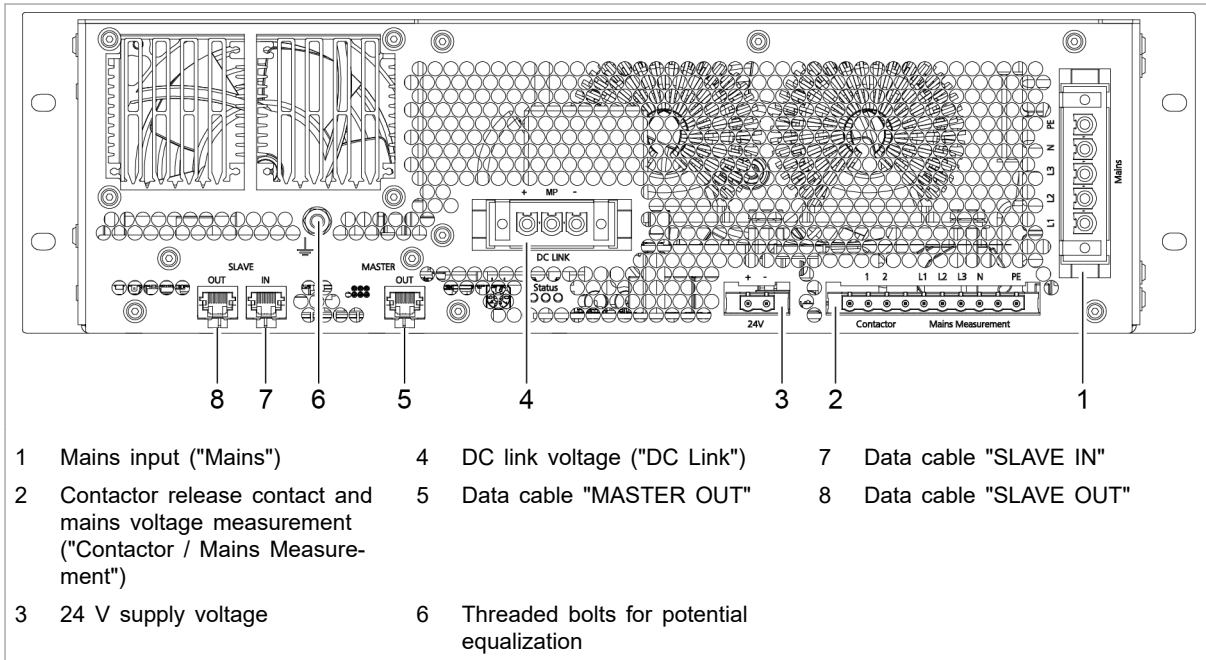 PE
N
L3
L2
L1
Mains
+ MP -
DC LINK
SLAVE
OUT IN
MASTER
OUT
Status
+ -
24V
1 2 L1 L2 L3 N PE
Contactor Mains Measurement
8 7 6 5 4 3 2 1
1 Mains input ("Mains")
4 DC link voltage ("DC Link")
7 Data cable "SLAVE IN"
2 Contactor release contact and
mains voltage measurement
("Contactor / Mains Measure-
ment")
5 Data cable "MASTER OUT"
8 Data cable "SLAVE OUT"
3 24 V supply voltage
6 Threaded bolts for potential
equalization